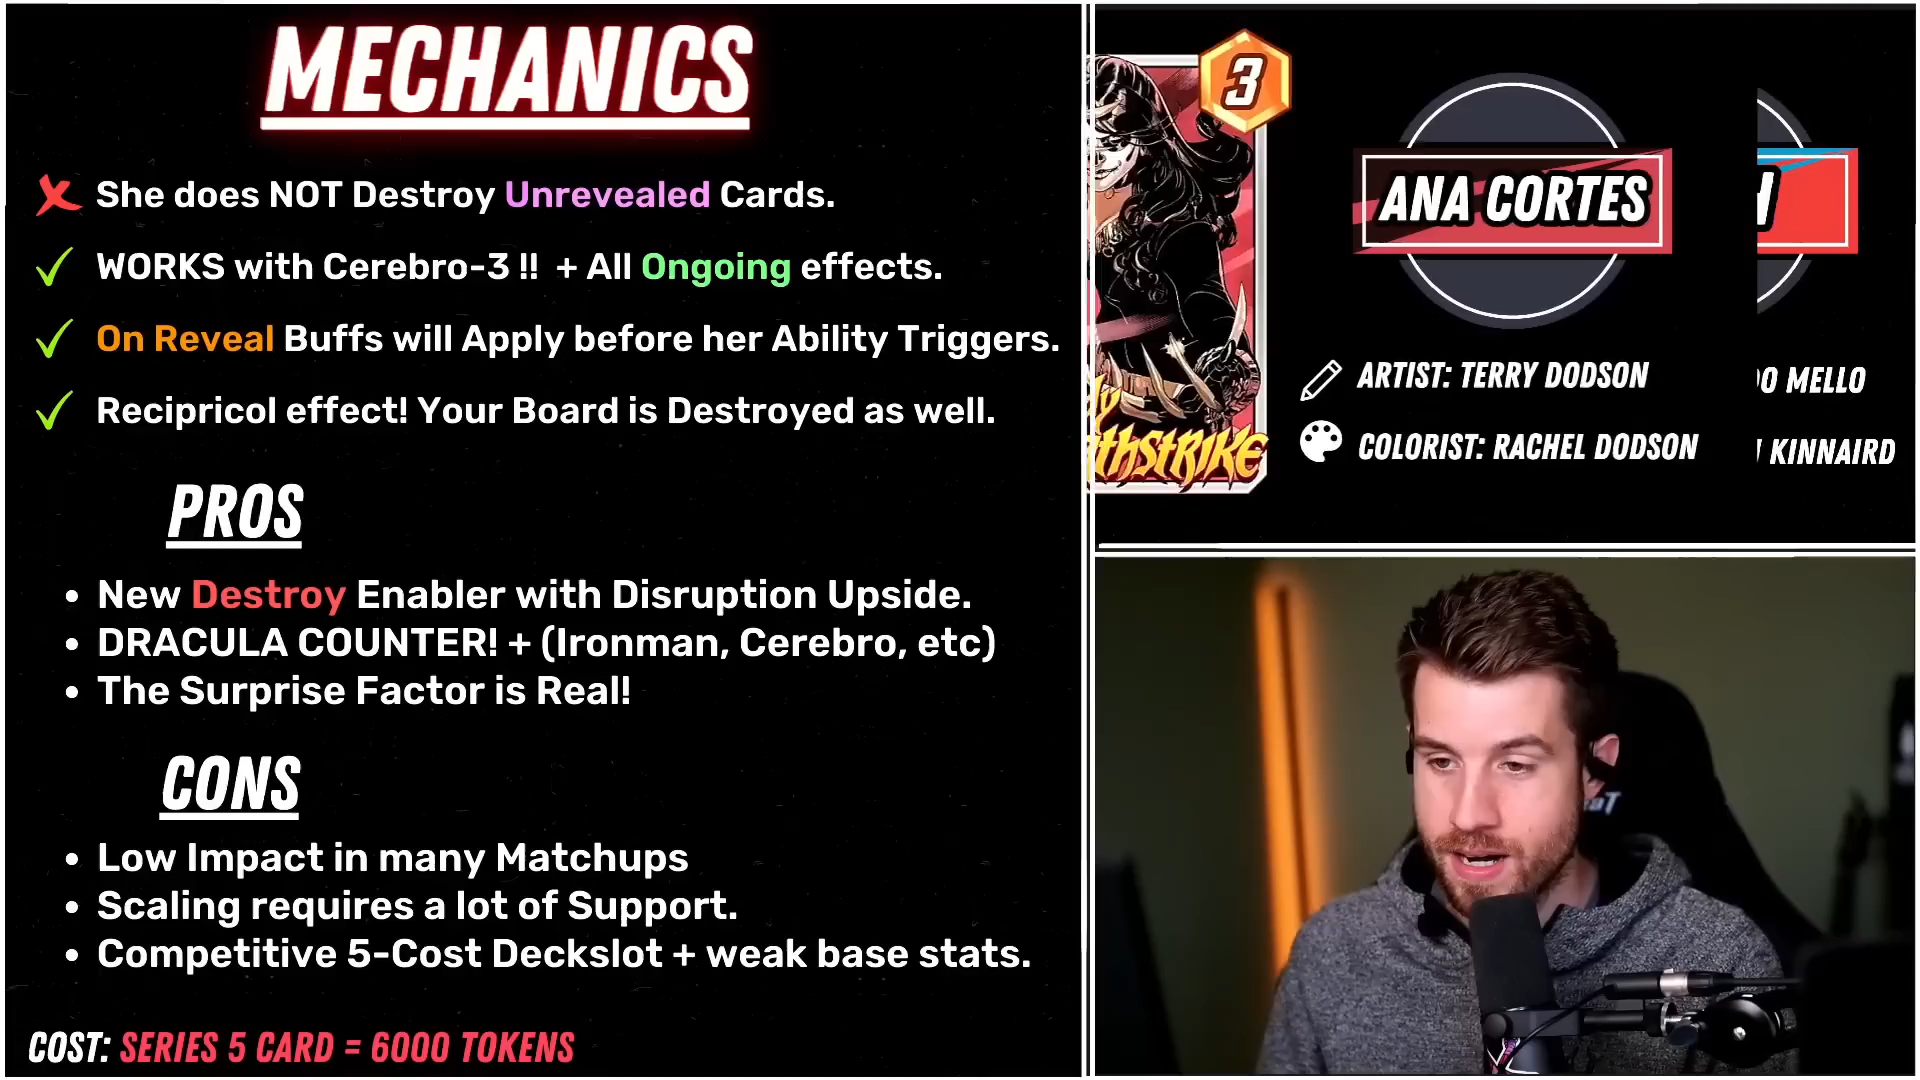 MECHANICS
She does NOT Destroy Unrevealed Cards.
WORKS with Cerebro-3 !! + All Ongoing effects.
On Reveal Buffs will Apply before her Ability Triggers.
Recipricol effect! Your Board is Destroyed as well.
PROS
• New Destroy Enabler with Disruption Upside.
• DRACULA COUNTER! + (Ironman, Cerebro, etc)
• The Surprise Factor is Real!
CONS
• Low Impact in many Matchups
• Scaling requires a lot of Support.
• Competitive 5-Cost Deckslot + weak base stats.
COST: SERIES 5 CARD = 6000 TOKENS
3
ANA CORTES
ARTIST: TERRY DODSON
COLORIST: RACHEL DODSON
MELLO
KINNAIRD